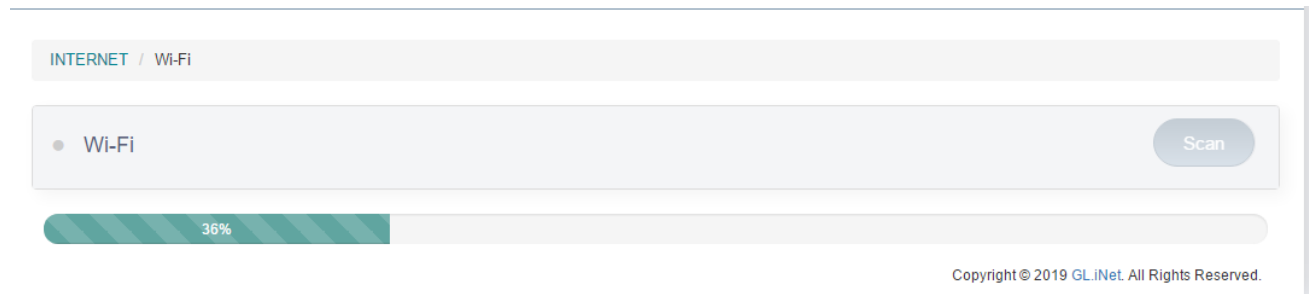 INTERNET / Wi-Fi
Wi-Fi
Scan
36%
Copyright © 2019 GL.iNet. All Rights Reserved.